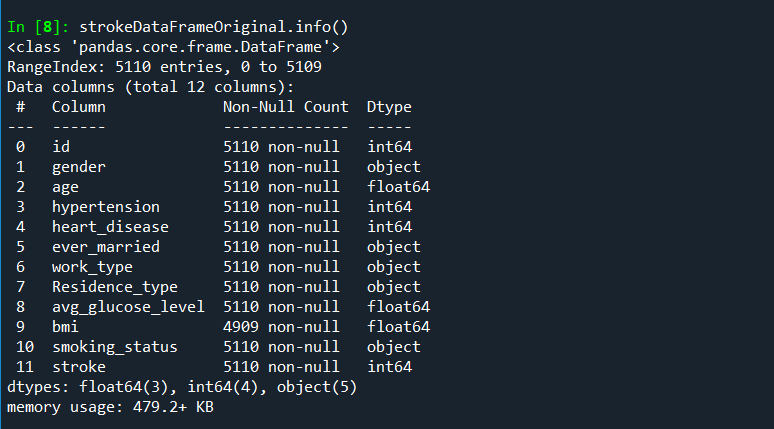 In [8]: strokeDataFrameOriginal.info()
<class 'pandas.core.frame.DataFrame'>
RangeIndex: 5110 entries, 0 to 5109
Data columns (total 12 columns):
 #   Column             Non-Null Count  Dtype
---  ------             --------------  -----
 0   id                 5110 non-null   int64
 1   gender             5110 non-null   object
 2   age                5110 non-null   float64
 3   hypertension       5110 non-null   int64
 4   heart_disease      5110 non-null   int64
 5   ever_married       5110 non-null   object
 6   work_type          5110 non-null   object
 7   Residence_type     5110 non-null   object
 8   avg_glucose_level  5110 non-null   float64
 9   bmi                4909 non-null   float64
 10  smoking_status     5110 non-null   object
 11  stroke             5110 non-null   int64
dtypes: float64(3), int64(4), object(5)
memory usage: 479.2+ KB